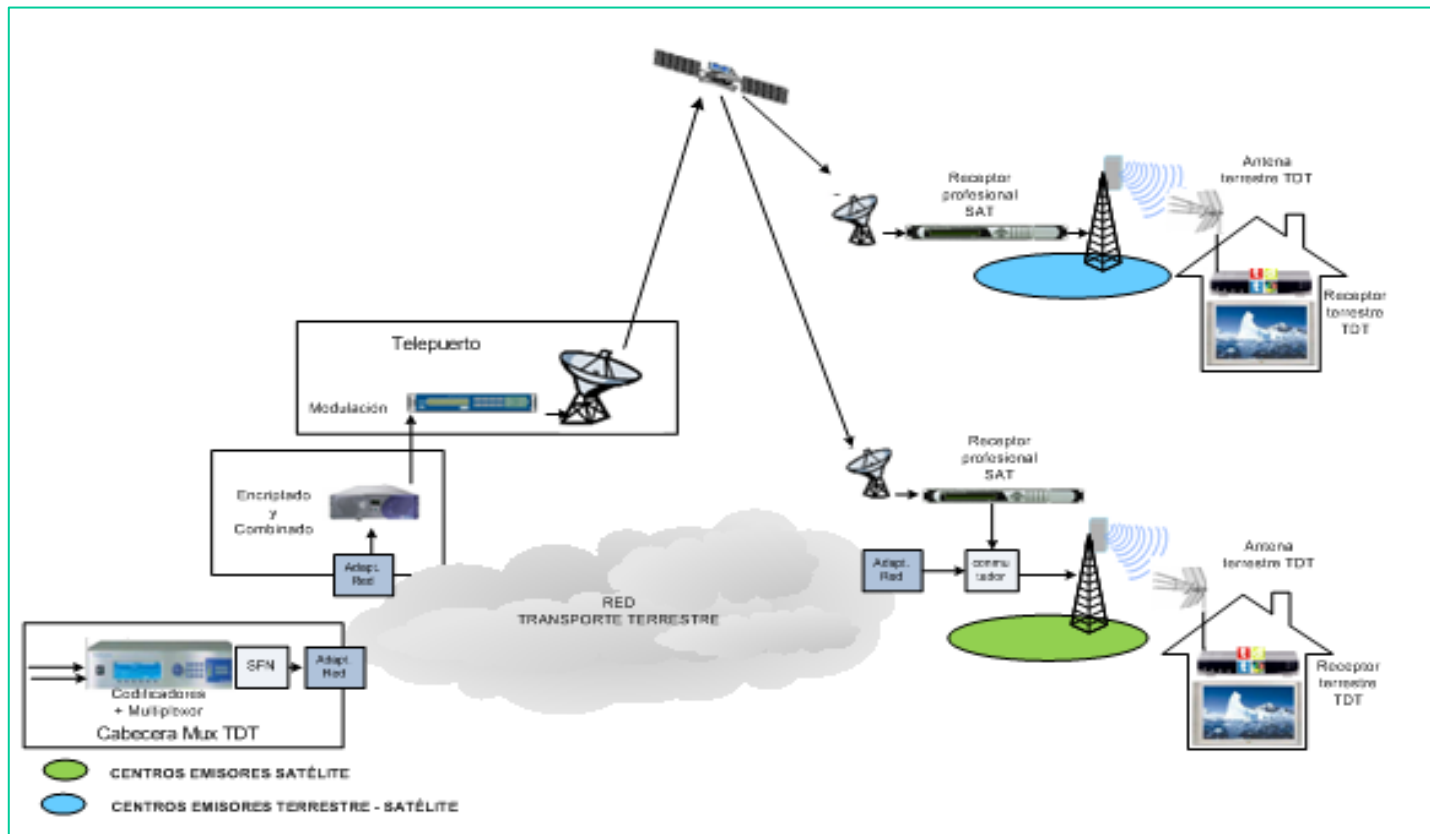 Antena
terrestre TDT
Receptor
profesional
SAT
Receptor
terrestre
TDT
Telepuerto
Modulación
Receptor
profesional
SAT
Encriptado
y
Combinado
Adapt.
Red
RED
TRANSPORTE TERRESTRE
Adapt.
Red
conmu
tador
Antena
terrestre TDT
Receptor
terrestre
TDT
SFN
Adapt.
Red
Codificadores
+ Multiplexor
Cabecera Mux TDT
CENTROS EMISORES SATÉLITE
CENTROS EMISORES TERRESTRE - SATÉLITE